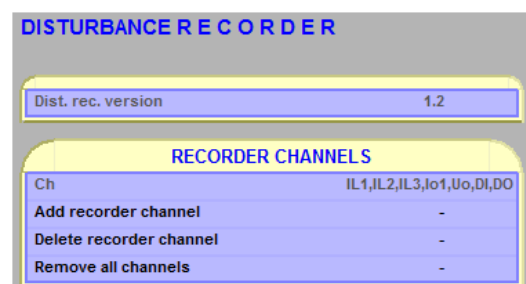 DISTURBANCE R E C O R D E R
Dist. rec. version 1.2
RECORDER CHANNELS
Ch IL1,IL2,IL3,Io1,Uo,DI,DO
Add recorder channel -
Delete recorder channel -
Remove all channels -